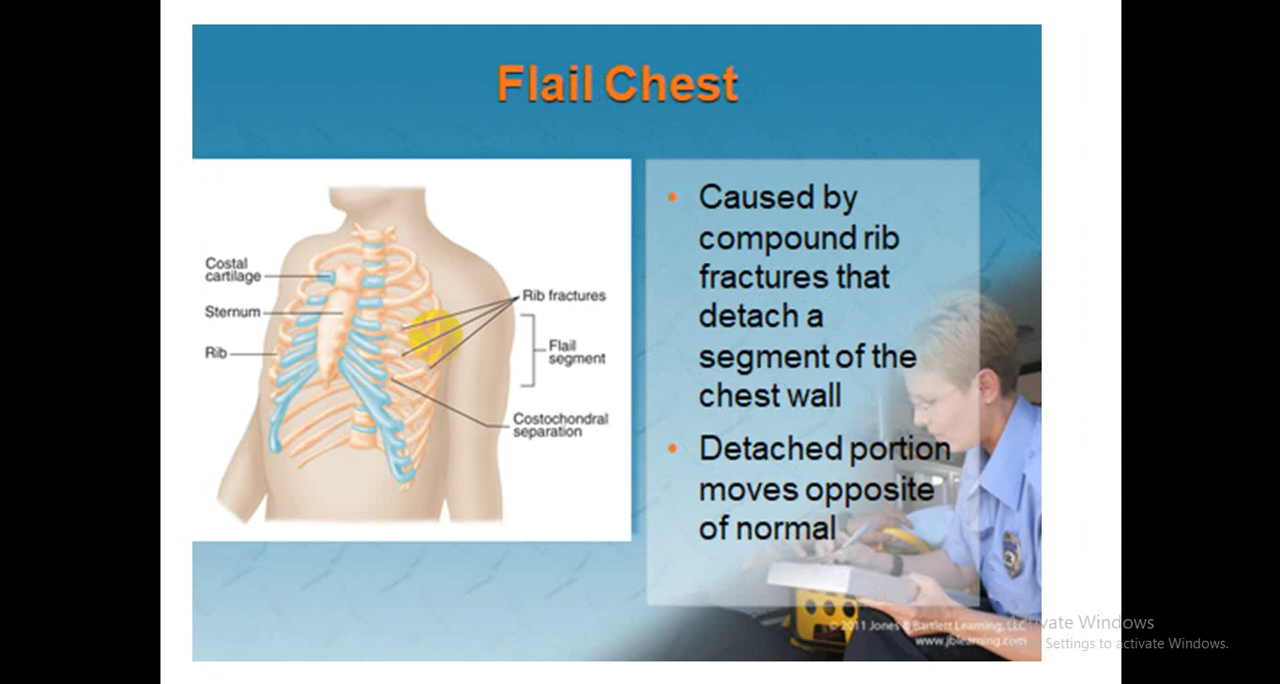 Flail Chest
Costal
cartilage
Sternum
Rib
Rib fractures
Flail
segment
Costochondral
separation
• Caused by
compound rib
fractures that
detach a
segment of the
chest wall
• Detached portion
moves opposite
of normal
© 2011 Jones & Bartlett Learning,
www.jblearning.com
Windows
Settings to activate Windows.